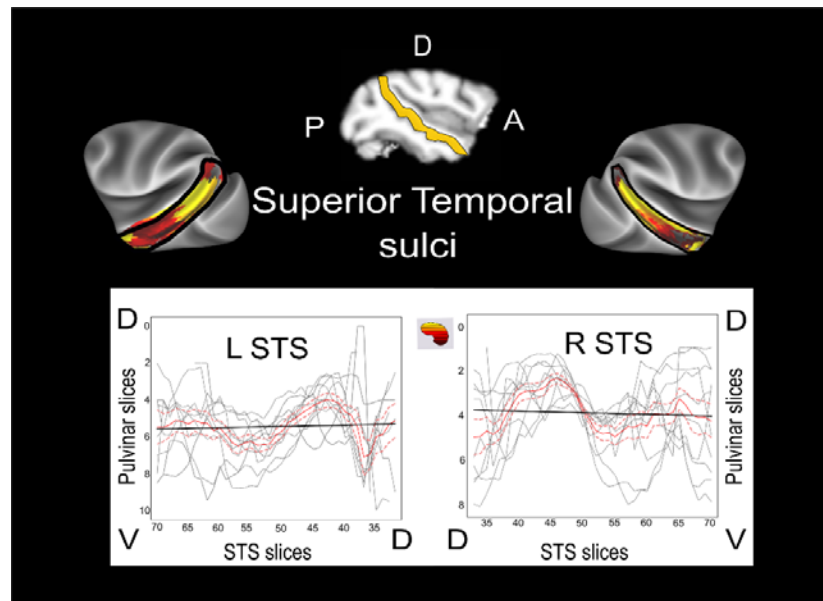 D
P
A
Superior Temporal
sulci
D
L STS
R STS
D
Pulvinar slices
0
2
4
6
8
10
0
2
4
6
8
Pulvinar slices
70 65 60 55 50 45 40 35
35 40 45 50 55 60 65 70
V
STS slices
D
D
STS slices
V